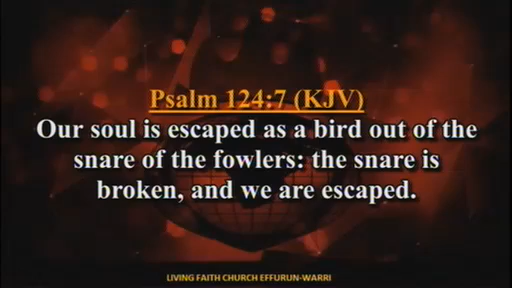 Psalm 124:7 (KJV)
Our soul is escaped as a bird out of the
snare of the fowlers: the snare is
broken, and we are escaped.
LIVING FAITH CHURCH EFFURUN-WARRI